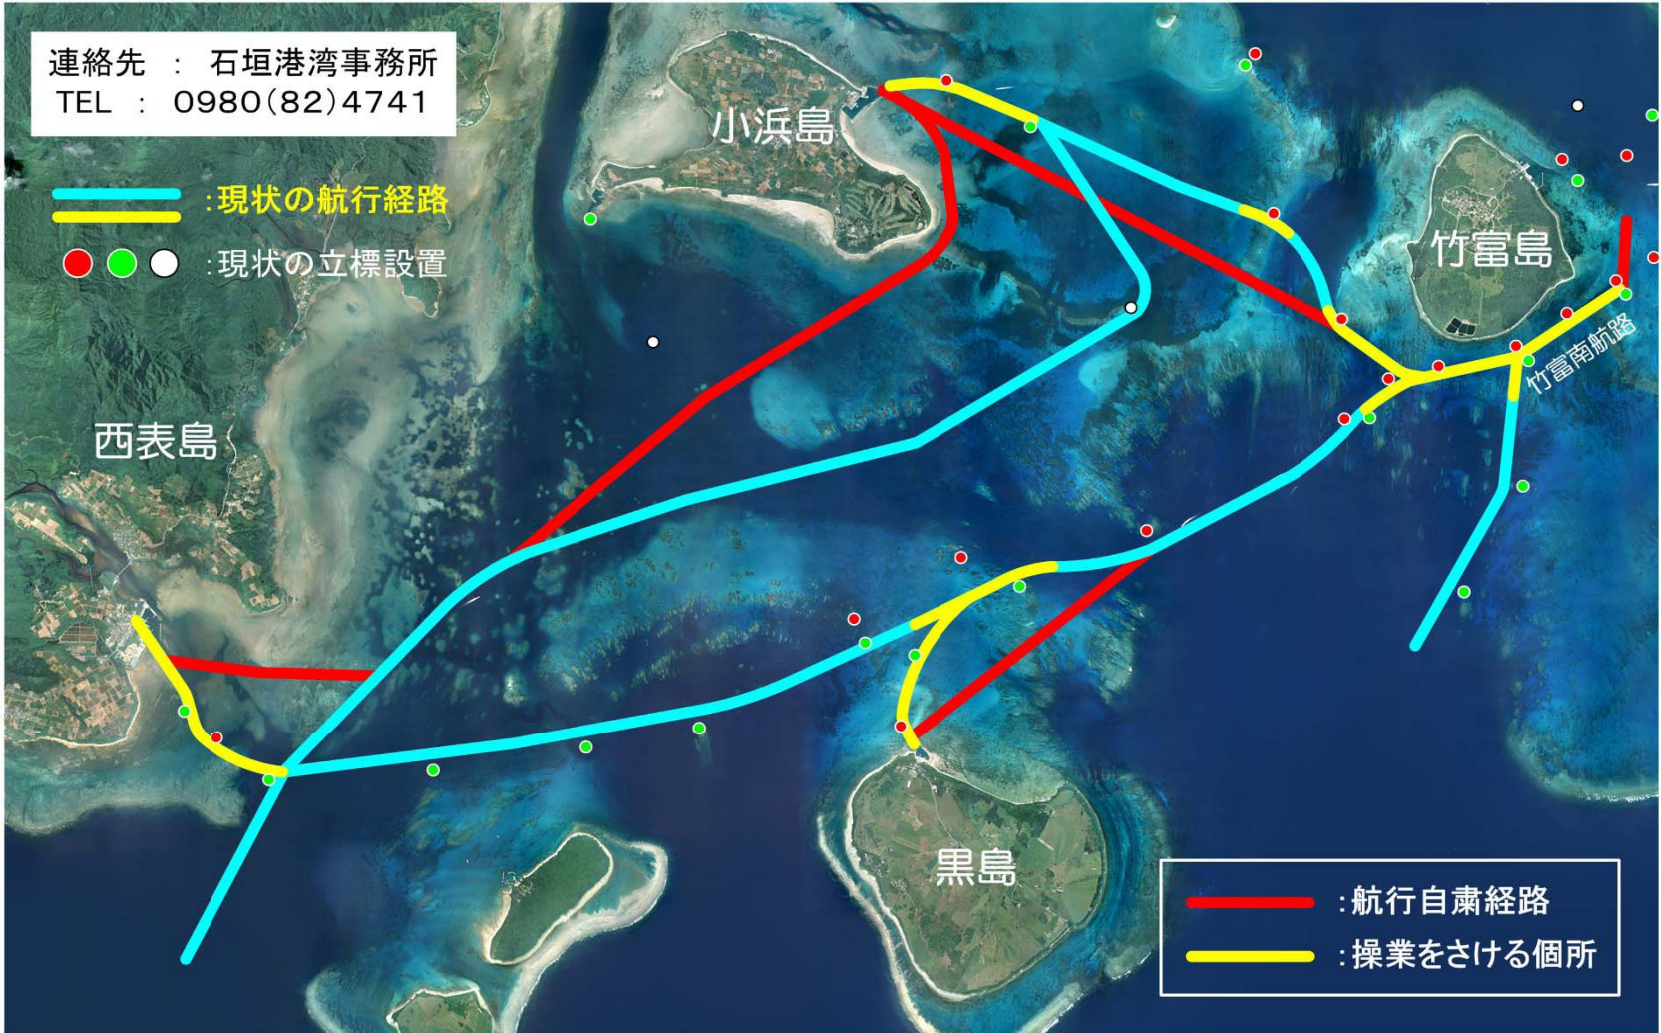 連絡先 : 石垣港湾事務所
TEL : 0980(82)4741
:現状の航行経路
:現状の立標設置
小浜島
竹富島
竹富南航路
西表島
黒島
:航行自粛経路
:操業をさける個所